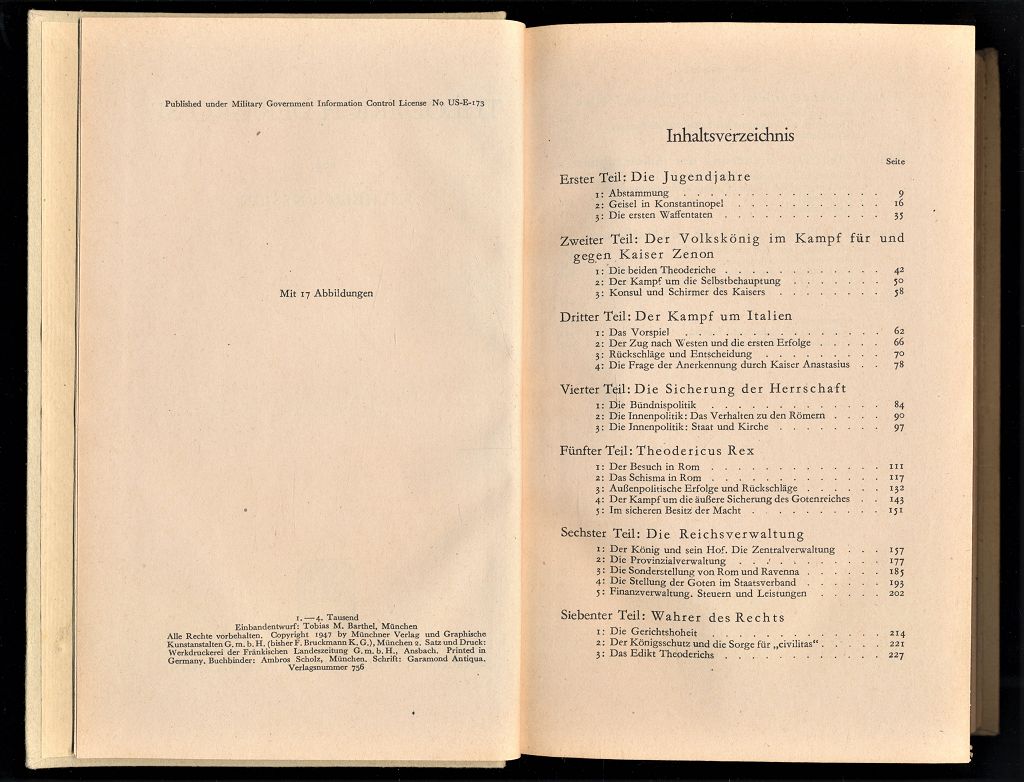 Published under Military Government Information Control License No US-E-173
Mit 17 Abbildungen
1.—4. Tausend
Einbandentwurf: Tobias M. Barthel, München
Alle Rechte vorbehalten. Copyright 1947 by Münchner Verlag und Graphische
Kunstanstalten G. m. b. H. (bisher F. Bruckmann K. G.), München 2. Satz und Druck:
Werkdruckerei der Fränkischen Landeszeitung G. m. b. H., Ansbach. Printed in
Germany, Buchbinder: Ambros Scholz, München. Schrift: Garamond Antiqua.
Verlagsnummer 756
Inhaltsverzeichnis
Seite
Erster Teil: Die Jugendjahre
1: Abstammung . . . . . . . . . . . . . . . 9
2: Geisel in Konstantinopel . . . . . . . . . . . 16
3: Die ersten Waffentaten . . . . . . . . . . . . 35
Zweiter Teil: Der Volkskönig im Kampf für und
gegen Kaiser Zenon
1: Die beiden Theoderiche . . . . . . . . . . . . 42
2: Der Kampf um die Selbstbehauptung . . . . . . . 50
3: Konsul und Schirmer des Kaisers . . . . . . . . 58
Dritter Teil: Der Kampf um Italien
1: Das Vorspiel . . . . . . . . . . . . . . . 62
2: Der Zug nach Westen und die ersten Erfolge . . . . . 66
3: Rückschläge und Entscheidung . . . . . . . . . 70
4: Die Frage der Anerkennung durch Kaiser Anastasius . . 78
Vierter Teil: Die Sicherung der Herrschaft
1: Die Bündnispolitik . . . . . . . . . . . . . 84
2: Die Innenpolitik: Das Verhalten zu den Römern . . . . 90
3: Die Innenpolitik: Staat und Kirche . . . . . . . . 97
Fünfter Teil: Theodericus Rex
1: Der Besuch in Rom . . . . . . . . . . . . . 111
2: Das Schisma in Rom . . . . . . . . . . . . . 117
3: Außenpolitische Erfolge und Rückschläge . . . . . . 132
4: Der Kampf um die äußere Sicherung des Gotenreiches . . 143
5: Im sicheren Besitz der Macht . . . . . . . . . . 151
Sechster Teil: Die Reichsverwaltung
1: Der König und sein Hof. Die Zentralverwaltung . . . 157
2: Die Provinzialverwaltung . . . . . . . . . . . 177
3: Die Sonderstellung von Rom und Ravenna . . . . . . 185
4: Die Stellung der Goten im Staatsverband . . . . . . 193
5: Finanzverwaltung. Steuern und Leistungen . . . . . . 202
Siebenter Teil: Wahrer des Rechts
1: Die Gerichtshoheit . . . . . . . . . . . . . 214
2: Der Königsschutz und die Sorge für „civilitas“ . . . . . 221
3: Das Edikt Theoderichs . . . . . . . . . . . . 227